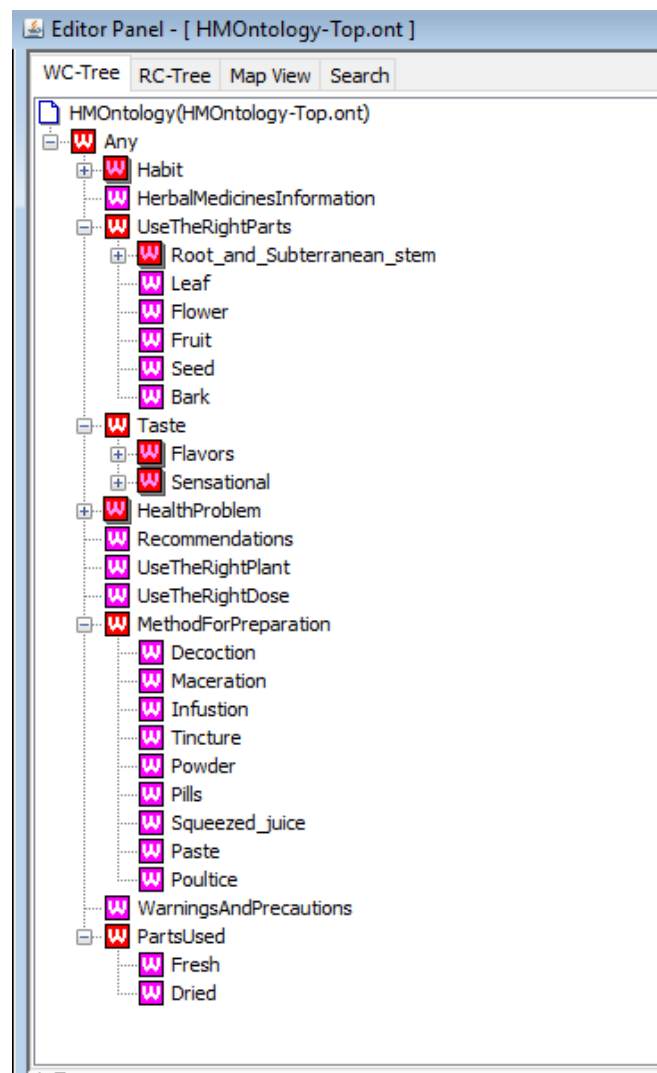 Editor Panel - [ HMOntology-Top.ont ]
WC-Tree RC-Tree Map View Search
HMOntology(HMOntology-Top.ont)
W Any
W Habit
W HerbalMedicinesInformation
W UseTheRightParts
W Root_and_Subterranean_stem
W Leaf
W Flower
W Fruit
W Seed
W Bark
W Taste
W Flavors
W Sensational
W HealthProblem
W Recommendations
W UseTheRightPlant
W UseTheRightDose
W MethodForPreparation
W Decoction
W Maceration
W Infustion
W Tincture
W Powder
W Pills
W Squeezed_juice
W Paste
W Poultice
W WarningsAndPrecautions
W PartsUsed
W Fresh
W Dried